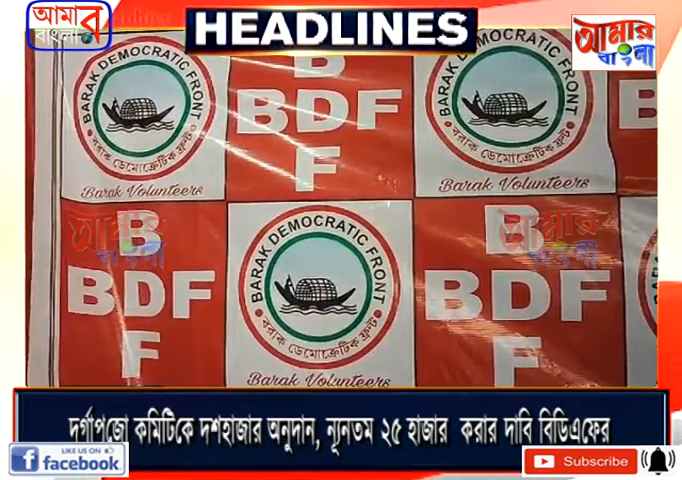 আমার
বাংলা
HEADLINES
আমার
বাংলা
BARAK DEMOCRATIC FRONT
বরাক ডেমোক্রেটিক ফ্রন্ট
Barak Volunteers
B
BDF
F
BARAK DEMOCRATIC FRONT
বরাক ডেমোক্রেটিক ফ্রন্ট
Barak Volunteers
B
আমার
বাংলা
B
BDF
F
BARAK DEMOCRATIC FRONT
বরাক ডেমোক্রেটিক ফ্রন্ট
Barak Volunteers
B
আমার
বাংলা
BDF
F
দুর্গাপুজো কমিটিকে দশহাজার অনুদান, ন্যূনতম ২৫ হাজার করার দাবি বিডিএফের
LIKE US ON
facebook
Subscribe